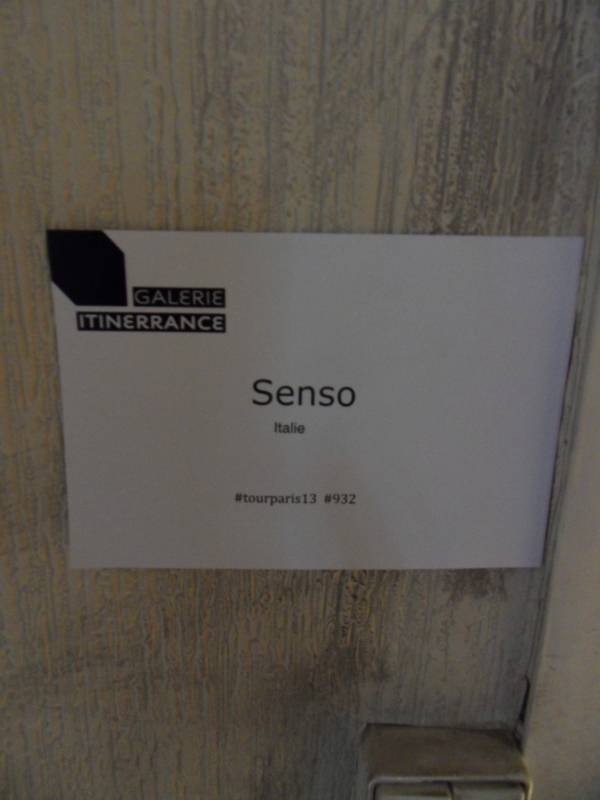 GALERIE
ITINERRANCE
Senso
Italie
#tourparis13 #932